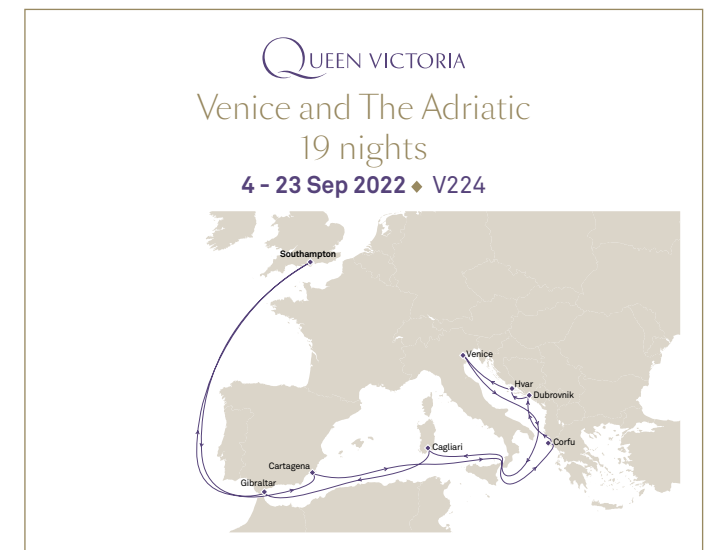 QUEEN VICTORIA
Venice and The Adriatic
19 nights
4 - 23 Sep 2022 ◆ V224
Southampton
Venice
Hvar
Dubrovnik
Corfu
Cagliari
Cartagena
Gibraltar